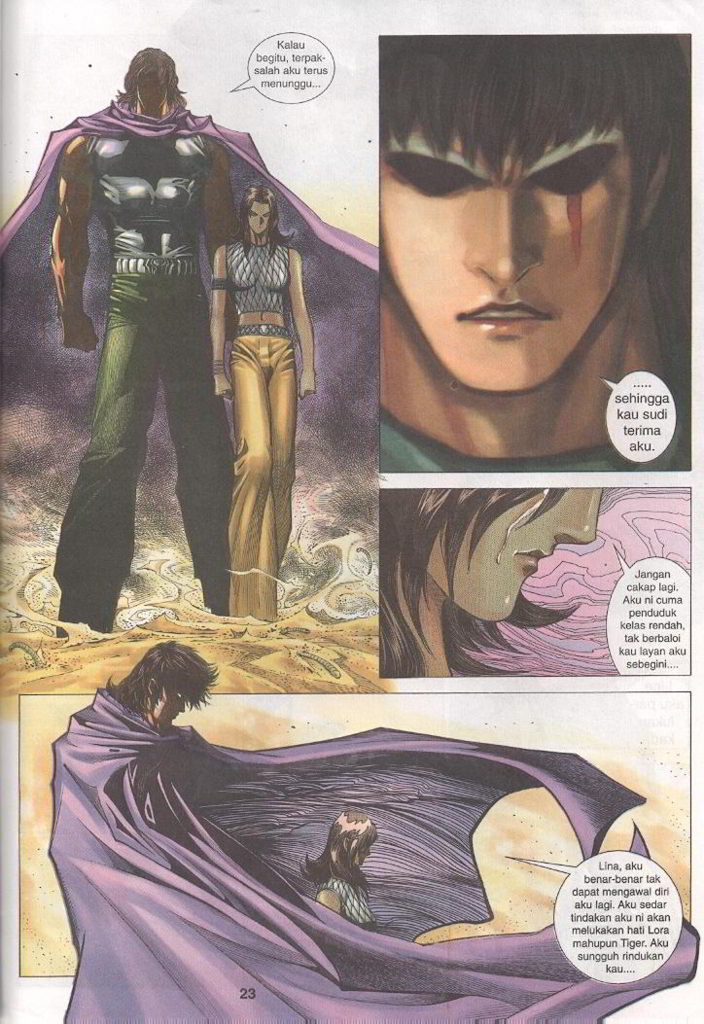 Kalau
begitu, terpak-
salah aku terus
menunggu...
.....
sehingga
kau sudi
terima
aku.
Jangan
cakap lagi.
Aku ni cuma
penduduk
kelas rendah,
tak berbaloi
kau layan aku
sebegini....
Lina, aku
benar-benar tak
dapat mengawal diri
aku lagi. Aku sedar
tindakan aku ni akan
melukakan hati Lora
mahupun Tiger. Aku
sungguh rindukan
kau....
23